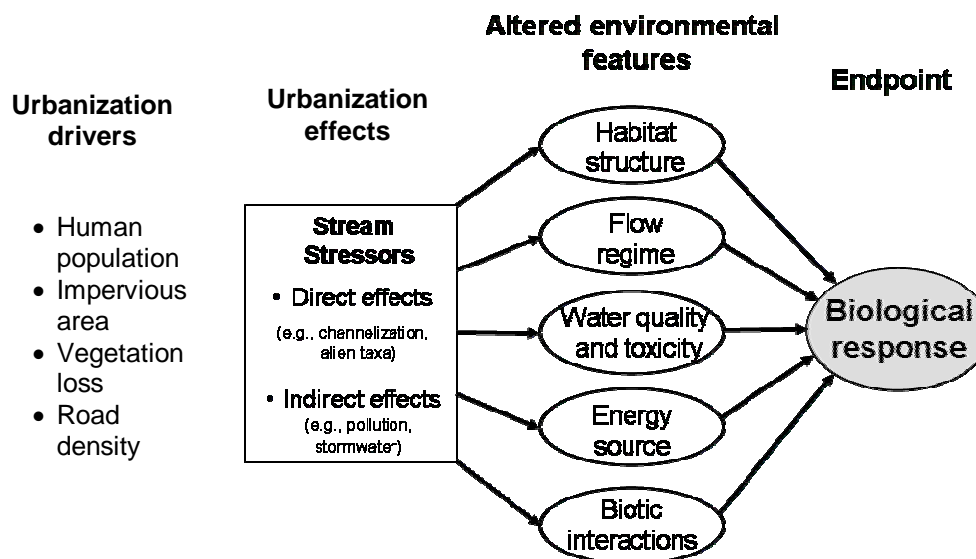 Urbanization
drivers
• Human
population
• Impervious
area
• Vegetation
loss
• Road
density
Urbanization
effects
Stream
Stressors
• Direct effects
(e.g., channelization,
alien taxa)
• Indirect effects
(e.g., pollution,
stormwater)
Altered environmental
features
Habitat
structure
Flow
regime
Water quality
and toxicity
Energy
source
Biotic
interactions
Endpoint
Biological
response